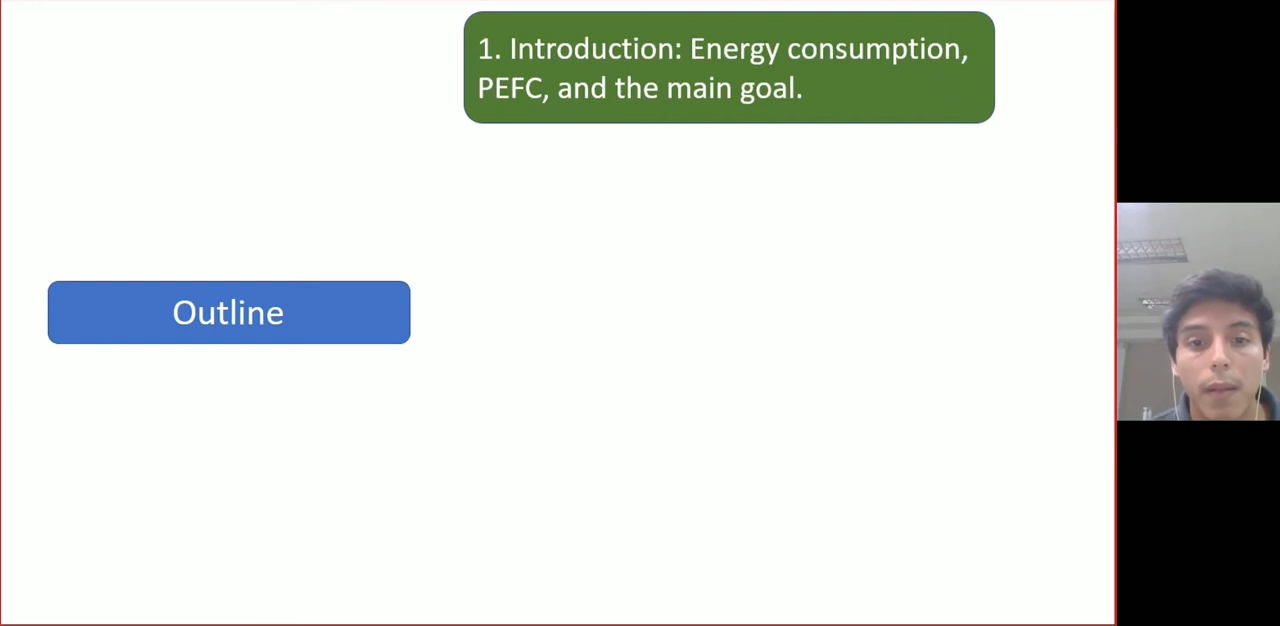 1. Introduction: Energy consumption,
PEFC, and the main goal.
Outline